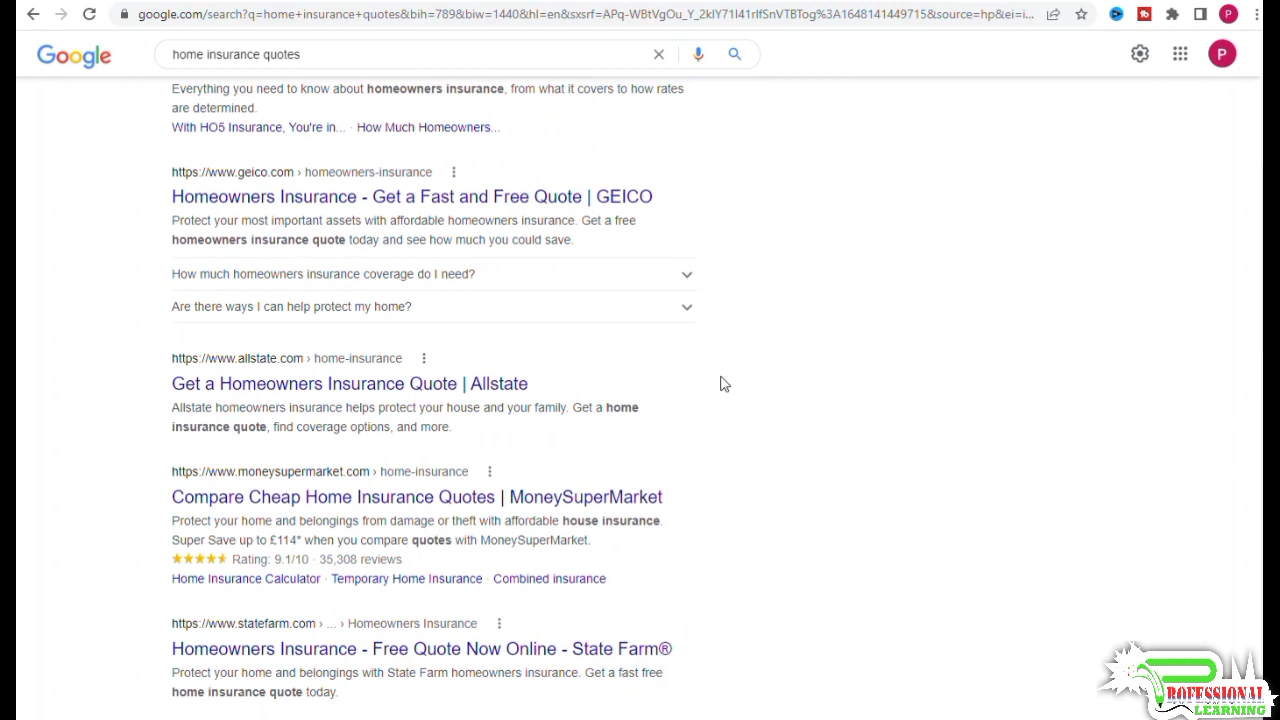 google.com/search?q=home+insurance+quotes&bih=789&biw=1440&hl=en&sxsrf=APq-WBtVgOu_Y_2kIY71I41rIfSnVTBTog%3A1648141449715&source=hp&ei=i...
P
Google
home insurance quotes
P
Everything you need to know about homeowners insurance, from what it covers to how rates
are determined.
With HO5 Insurance, You're in... · How Much Homeowners...
https://www.geico.com › homeowners-insurance
Homeowners Insurance - Get a Fast and Free Quote | GEICO
Protect your most important assets with affordable homeowners insurance. Get a free
homeowners insurance quote today and see how much you could save.
How much homeowners insurance coverage do I need?
Are there ways I can help protect my home?
https://www.allstate.com › home-insurance
Get a Homeowners Insurance Quote | Allstate
Allstate homeowners insurance helps protect your house and your family. Get a home
insurance quote, find coverage options, and more.
https://www.moneysupermarket.com › home-insurance
Compare Cheap Home Insurance Quotes | MoneySuperMarket
Protect your home and belongings from damage or theft with affordable house insurance.
Super Save up to £114* when you compare quotes with MoneySuperMarket.
Rating: 9.1/10 · 35,308 reviews
Home Insurance Calculator · Temporary Home Insurance · Combined insurance
https://www.statefarm.com › ... › Homeowners Insurance
Homeowners Insurance - Free Quote Now Online - State Farm®
Protect your home and belongings with State Farm homeowners insurance. Get a fast free
home insurance quote today.
PROFESSIONAL
LEARNING